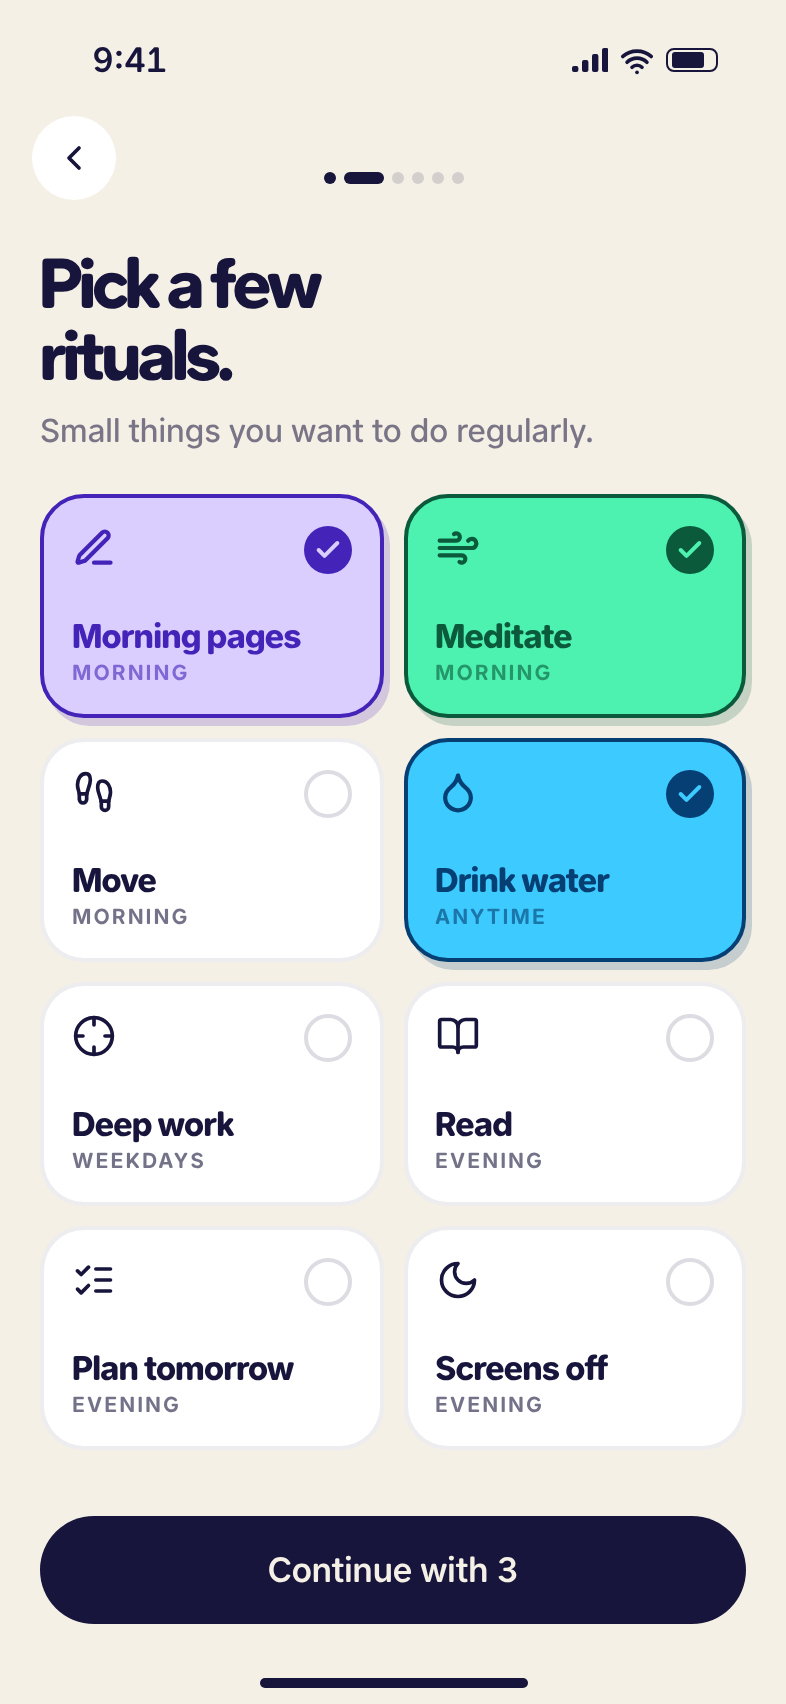 9:41
Pick a few
rituals.
Small things you want to do regularly.
Morning pages
MORNING
Meditate
MORNING
Move
MORNING
Drink water
ANYTIME
Deep work
WEEKDAYS
Read
EVENING
Plan tomorrow
EVENING
Screens off
EVENING
Continue with 3